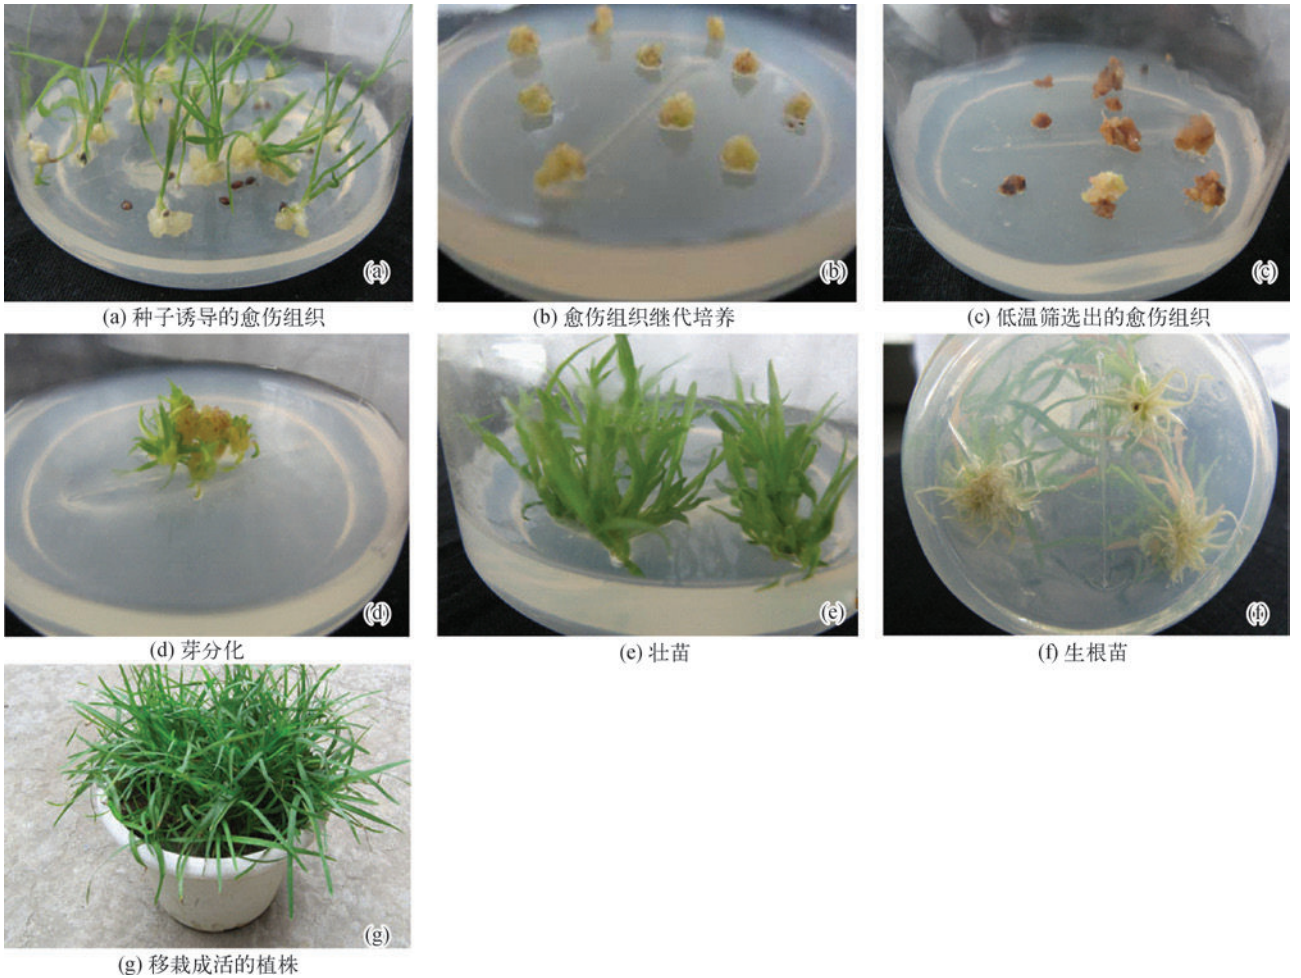 (a)
(b)
(c)
(a) 种子诱导的愈伤组织
(b) 愈伤组织继代培养
(c) 低温筛选出的愈伤组织
(d)
(e)
(f)
(d) 芽分化
(e) 壮苗
(f) 生根苗
(g)
(g) 移栽成活的植株